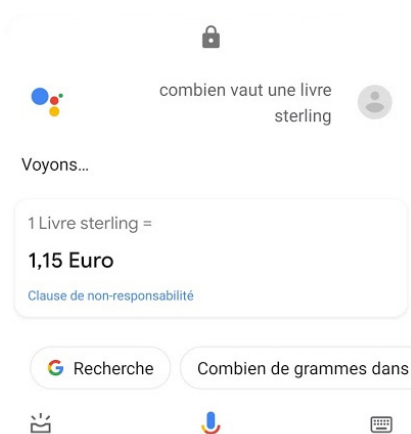 combien vaut une livre
sterling
Voyons...
1 Livre sterling =
1,15 Euro
Clause de non-responsabilité
Recherche
Combien de grammes dans